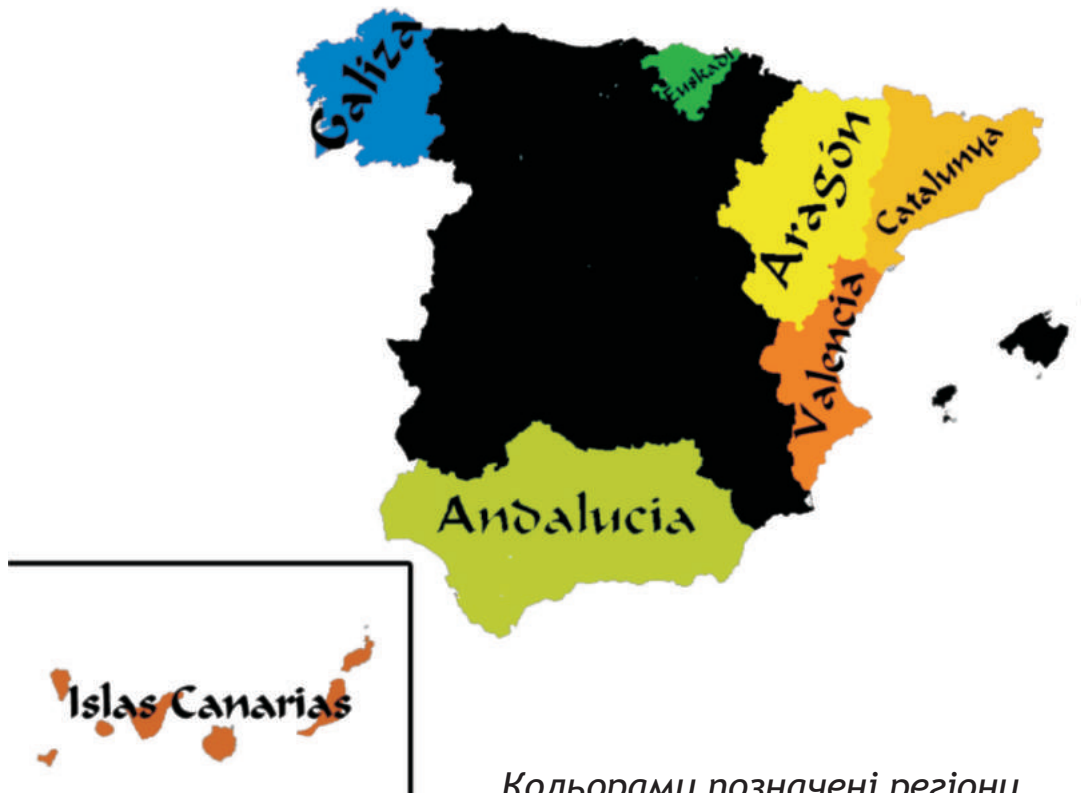 Galiza
Euskadi
Aragón
Catalunya
Valencia
Andalucia
Islas Canarias
Кольорами позначені регіони